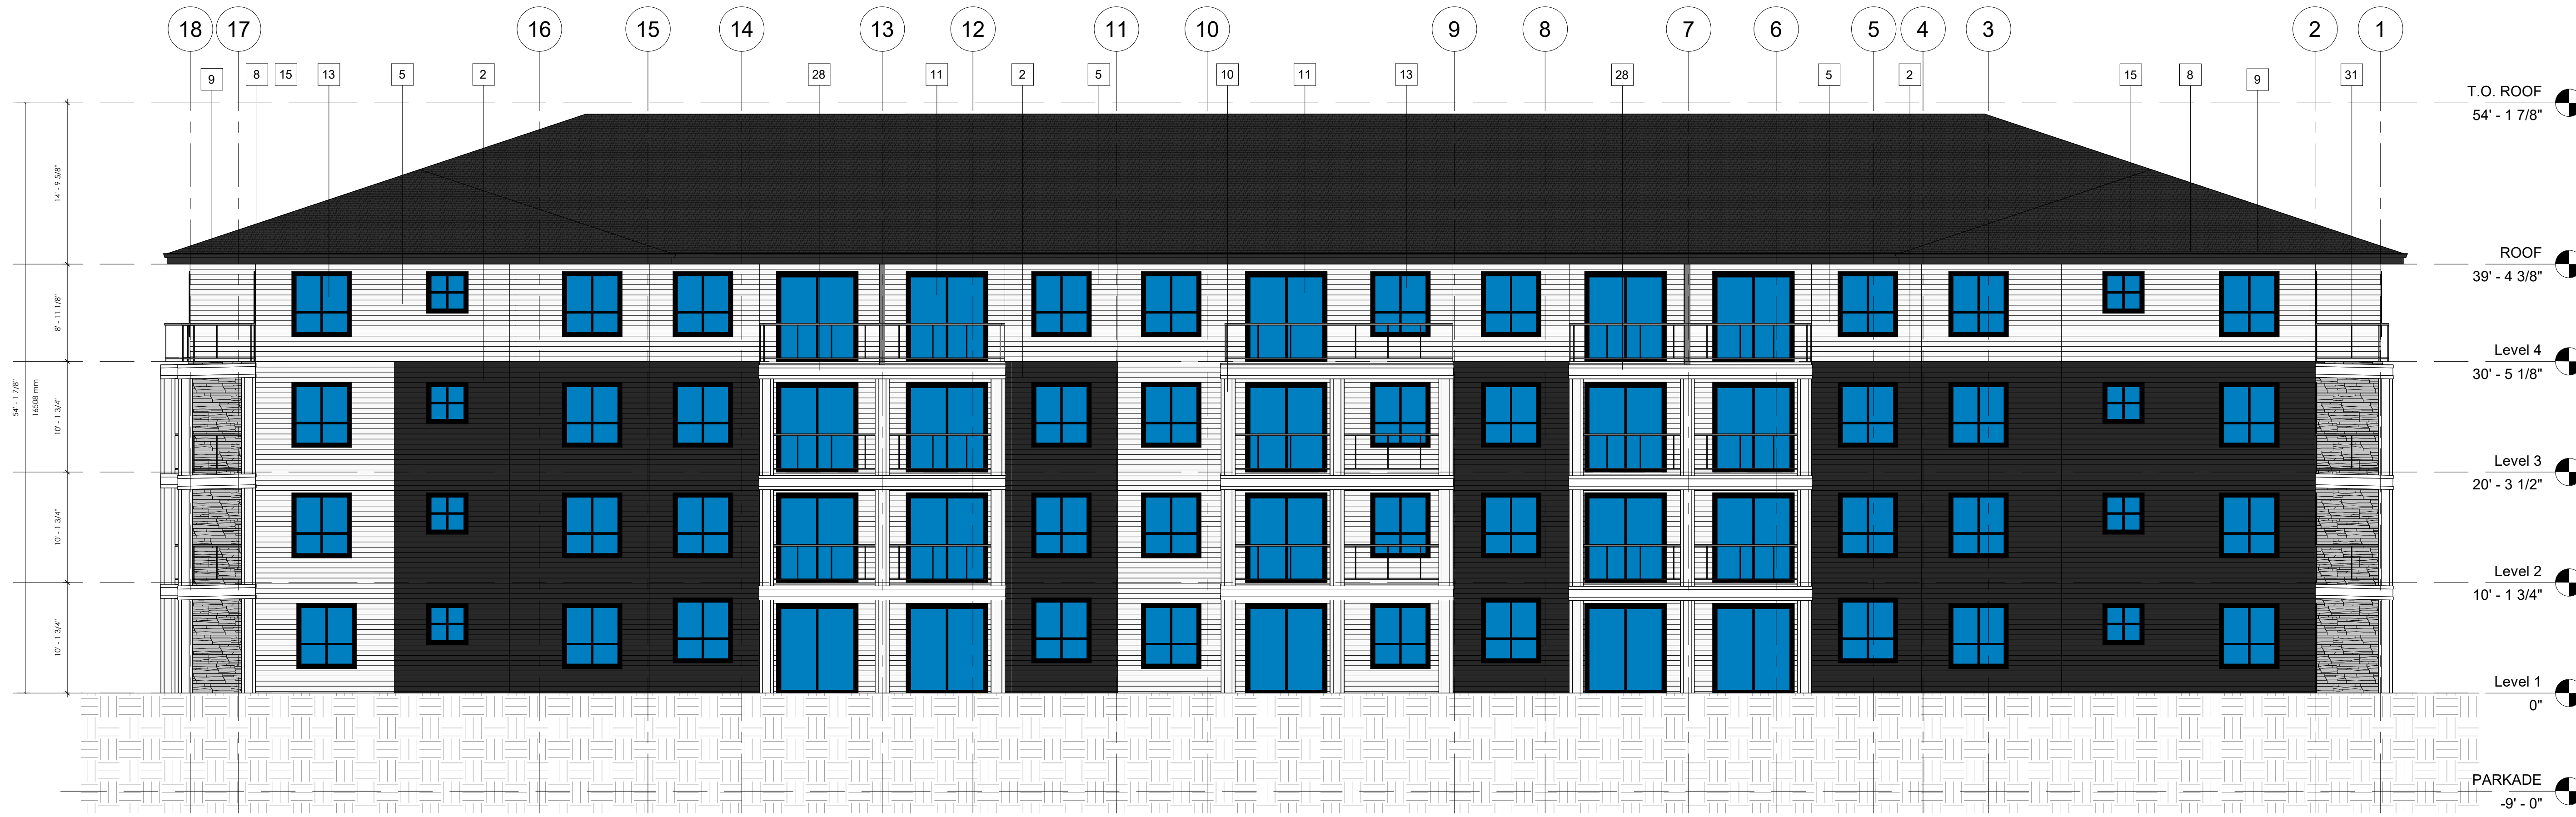 18 17 16 15 14 13 12 11 10 9 8 7 6 5 4 3 2 1
9 8 15 13 5 2 28 11 2 5 10 11 13 28 5 2 15 8 9 31
T.O. ROOF
54' - 1 7/8"
ROOF
39' - 4 3/8"
Level 4
30' - 5 1/8"
Level 3
20' - 3 1/2"
Level 2
10' - 1 3/4"
Level 1
0"
PARKADE
-9' - 0"
14' - 9 5/8"
8' - 11 1/8"
10' - 1 3/4"
10' - 1 3/4"
10' - 1 3/4"
54' - 1 7/8"
16508 mm